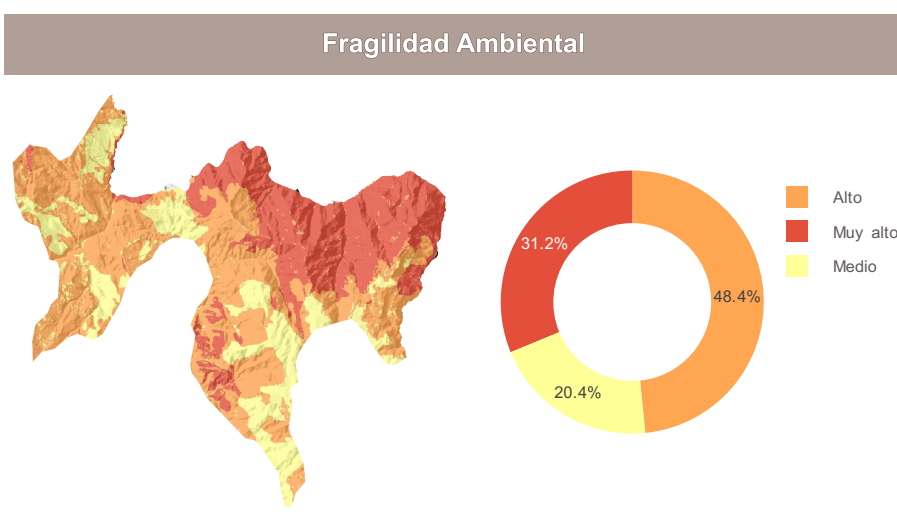 Fragilidad Ambiental
31.2%
48.4%
20.4%
Alto
Muy alto
Medio